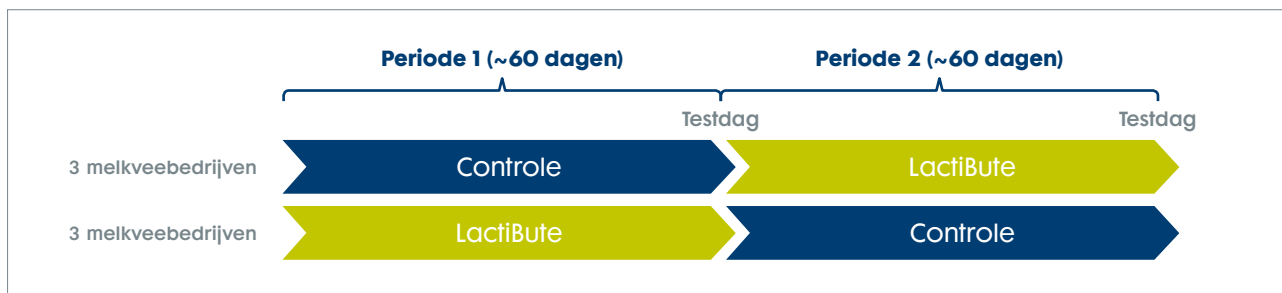 Periode 1 (~60 dagen) Periode 2 (~60 dagen)
Testdag Testdag
3 melkveebedrijven Controle LactiBute
3 melkveebedrijven LactiBute Controle